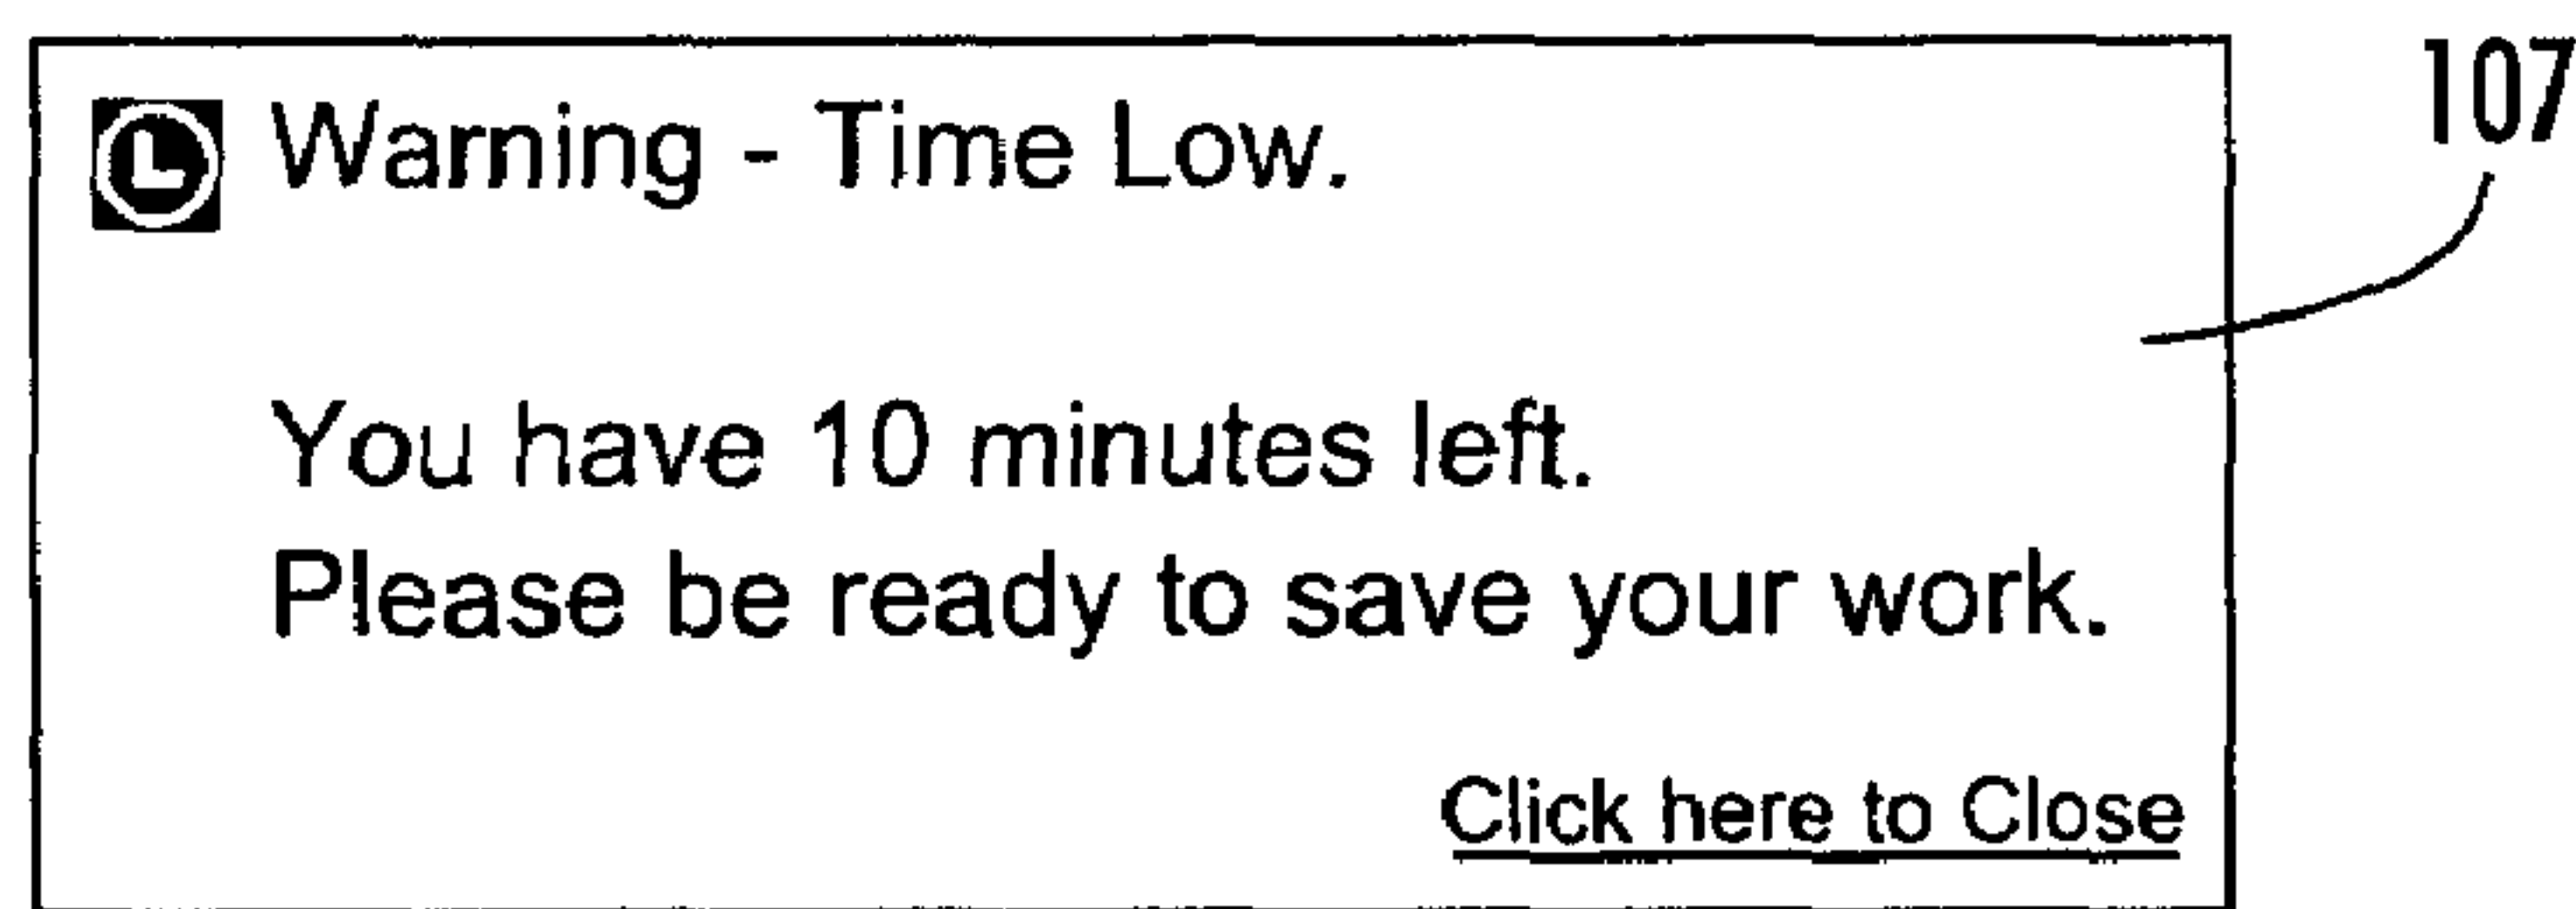 Warning - Time Low.
107
You have 10 minutes left.
Please be ready to save your work.
Click here to Close